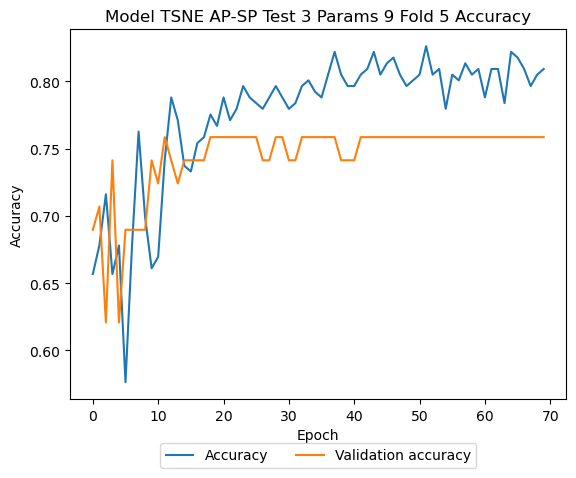 Model TSNE AP-SP Test 3 Params 9 Fold 5 Accuracy
Accuracy
0.80
0.75
0.70
0.65
0.60
0 10 20 30 40 50 60 70
Epoch
Accuracy Validation accuracy